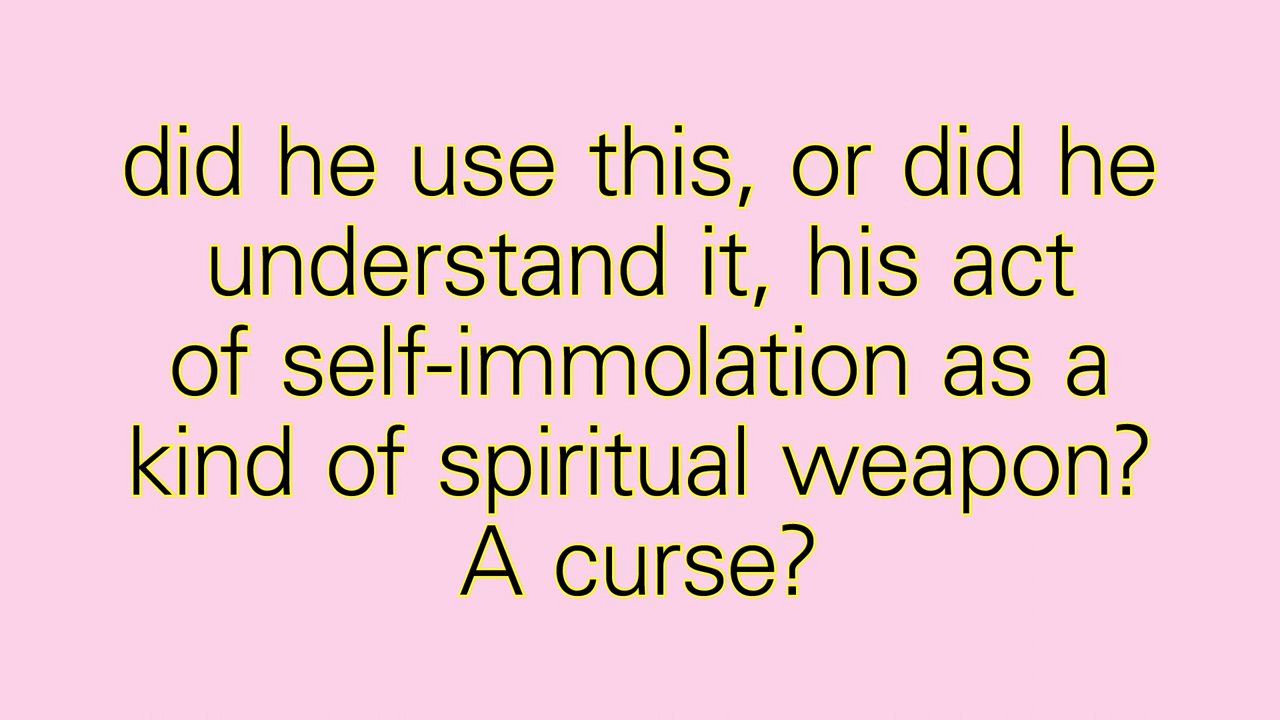 did he use this, or did he
understand it, his act
of self-immolation as a
kind of spiritual weapon?
A curse?